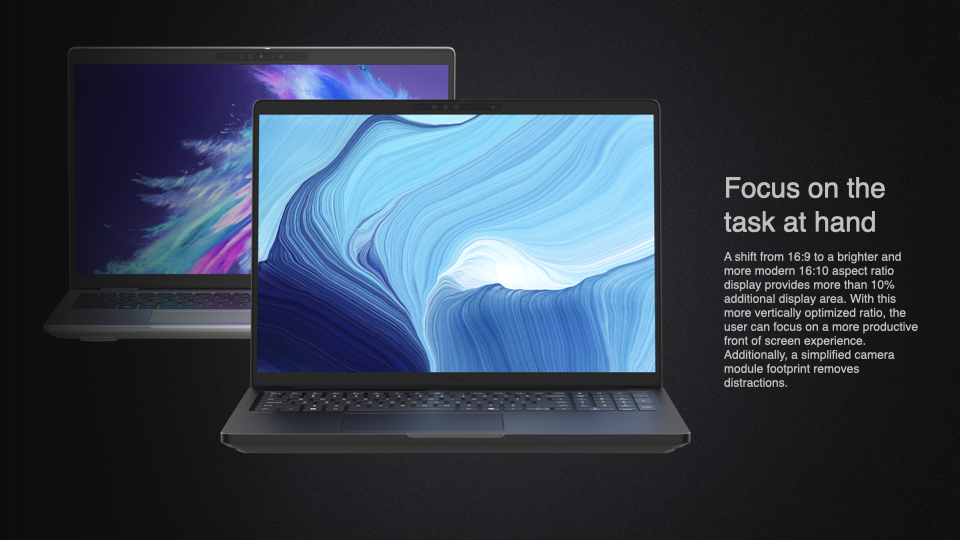 Focus on the
task at hand
A shift from 16:9 to a brighter and
more modern 16:10 aspect ratio
display provides more than 10%
additional display area. With this
more vertically optimized ratio, the
user can focus on a more productive
front of screen experience.
Additionally, a simplified camera
module footprint removes
distractions.